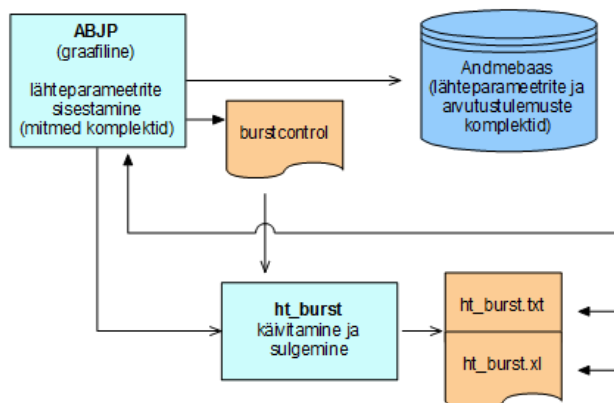 ABJP
(graafiline)
lähteparameetrite
sisestamine
(mitmed komplektid)
Andmebaas
(lähteparameetrite ja
arvutustulemuste
komplektid)
burstcontrol
ht_burst
käivitamine ja
sulgemine
ht_burst.txt
ht_burst.xl